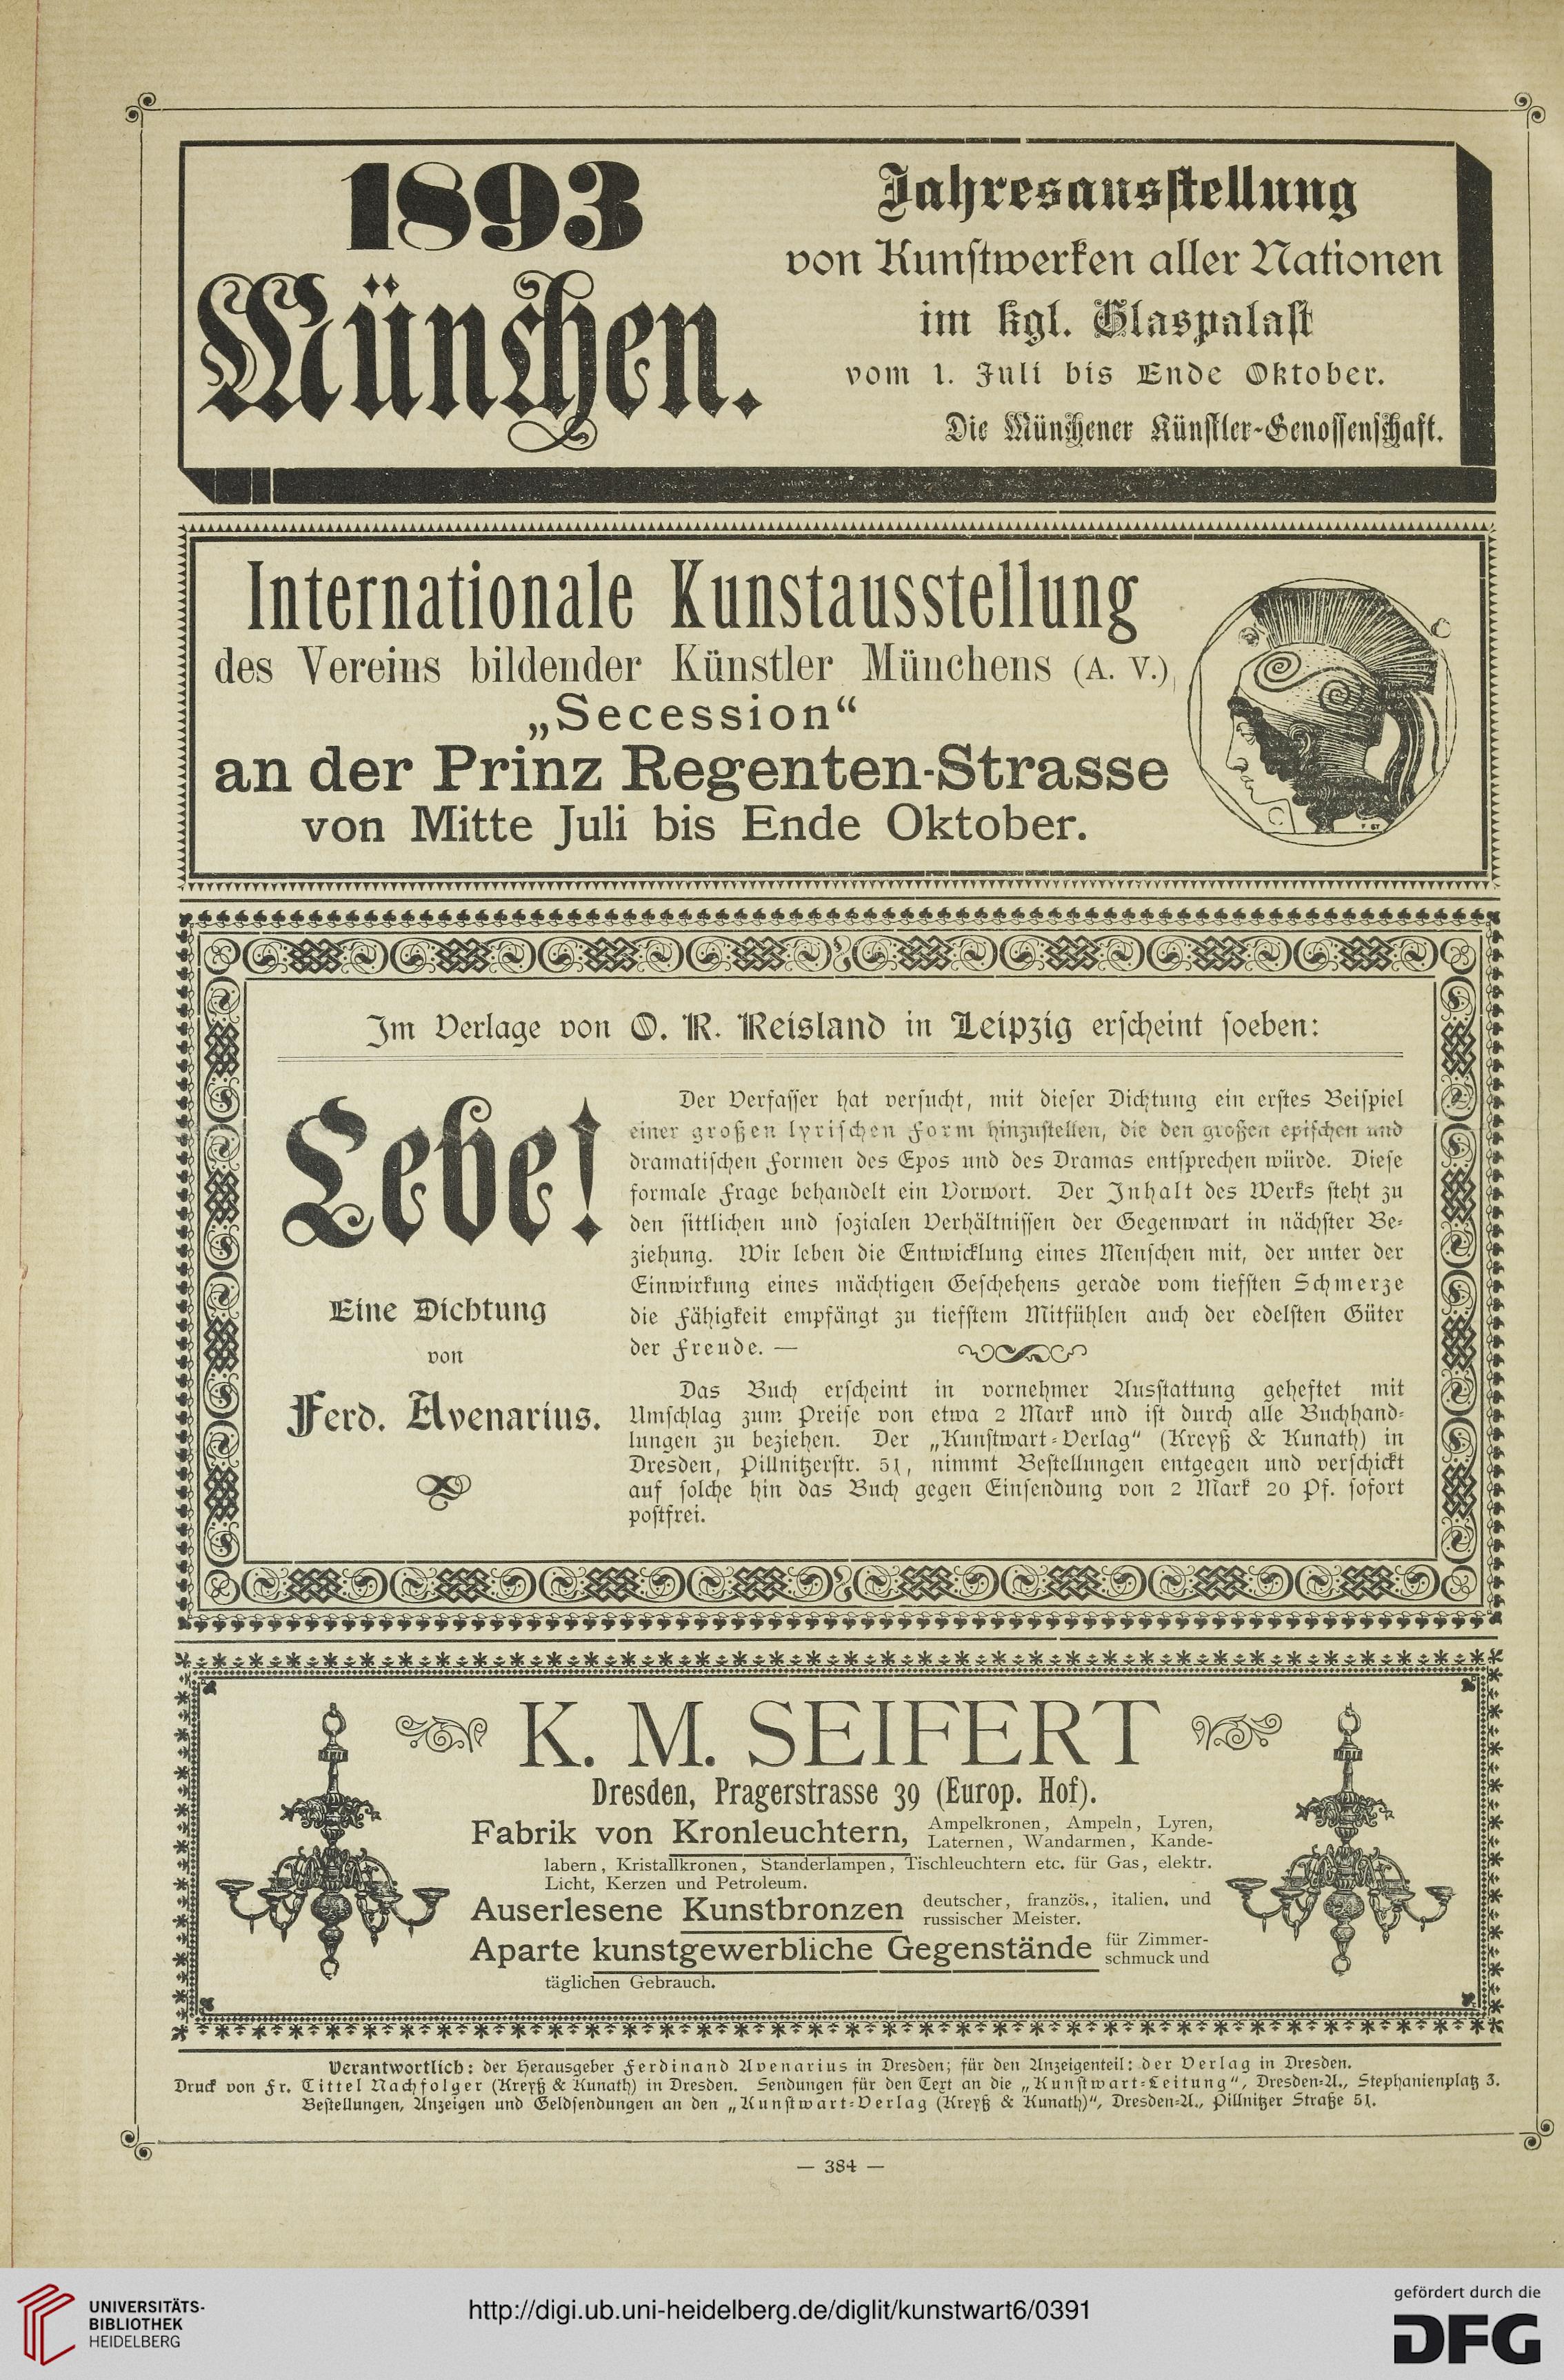 1893
München.
Jahresausstellung
von Kunstwerken aller Nationen
im kgl. Glaspalast
vom 1. Juli bis Ende Oktober.
Die Münchener Künstler-Genossenschaft.
Internationale Kunstausstellung
des Vereins bildender Künstler Münchens (A. V.)
„Secession“
an der Prinz Regenten-Strasse
von Mitte Juli bis Ende Oktober.
Im Verlage von O. R. Reisland in Leipzig erscheint soeben:
Lebe!
Eine Dichtung
von
Ferd. Avenarius.
Der Verfasser hat versucht, mit dieser Dichtung ein erstes Beispiel
einer großen lyrischen Form hinzustellen, die den großen epischen und
dramatischen Formen des Epos und des Dramas entsprechen würde. Diese
formale Frage behandelt ein Vorwort. Der Inhalt des Werks steht zu
den sittlichen und sozialen Verhältnissen der Gegenwart in nächster Be-
ziehung. Wir leben die Entwicklung eines Menschen mit, der unter der
Einwirkung eines mächtigen Geschehens gerade vom tiefsten Schmerze
die Fähigkeit empfängt zu tiefstem Mitfühlen auch der edelsten Güter
der Freude. —
Das Buch erscheint in vornehmer Ausstattung geheftet mit
Umschlag zum Preise von etwa 2 Mark und ist durch alle Buchhand-
lungen zu beziehen. Der „Kunstwart-Verlag“ (Kreyß & Kunath) in
Dresden, Pillnitzerstr. 51, nimmt Bestellungen entgegen und verschickt
auf solche hin das Buch gegen Einsendung von 2 Mark 20 Pf. sofort
postfrei.
K. M. SEIFERT
Dresden, Pragerstrasse 39 (Europ. Hof).
Fabrik von Kronleuchtern, Ampelkronen, Ampeln, Lyren,
Laternen, Wandarmen, Kande-
labern, Kristallkronen, Ständerlampen, Tischleuchtern etc. für Gas, elektr.
Licht, Kerzen und Petroleum.
Auserlesene Kunstbronzen deutscher, französ., italien. und
russischer Meister.
Aparte kunstgewerbliche Gegenstände für Zimmer-
schmuck und
täglichen Gebrauch.
Verantwortlich: der Herausgeber Ferdinand Avenarius in Dresden; für den Anzeigenteil: der Verlag in Dresden.
Druck von Fr. Tittel Nachfolger (Kreyß & Kunath) in Dresden. Sendungen für den Text an die „Kunstwart-Leitung“, Dresden-A., Stephanienplatz 3.
Bestellungen, Anzeigen und Geldsendungen an den „Kunstwart-Verlag (Kreyß & Kunath)“, Dresden-A., Pillnitzer Straße 51.
— 384 —
UNIVERSITÄTS-
BIBLIOTHEK
HEIDELBERG
http://digi.ub.uni-heidelberg.de/diglit/kunstwart6/0391
gefördert durch die
DFG